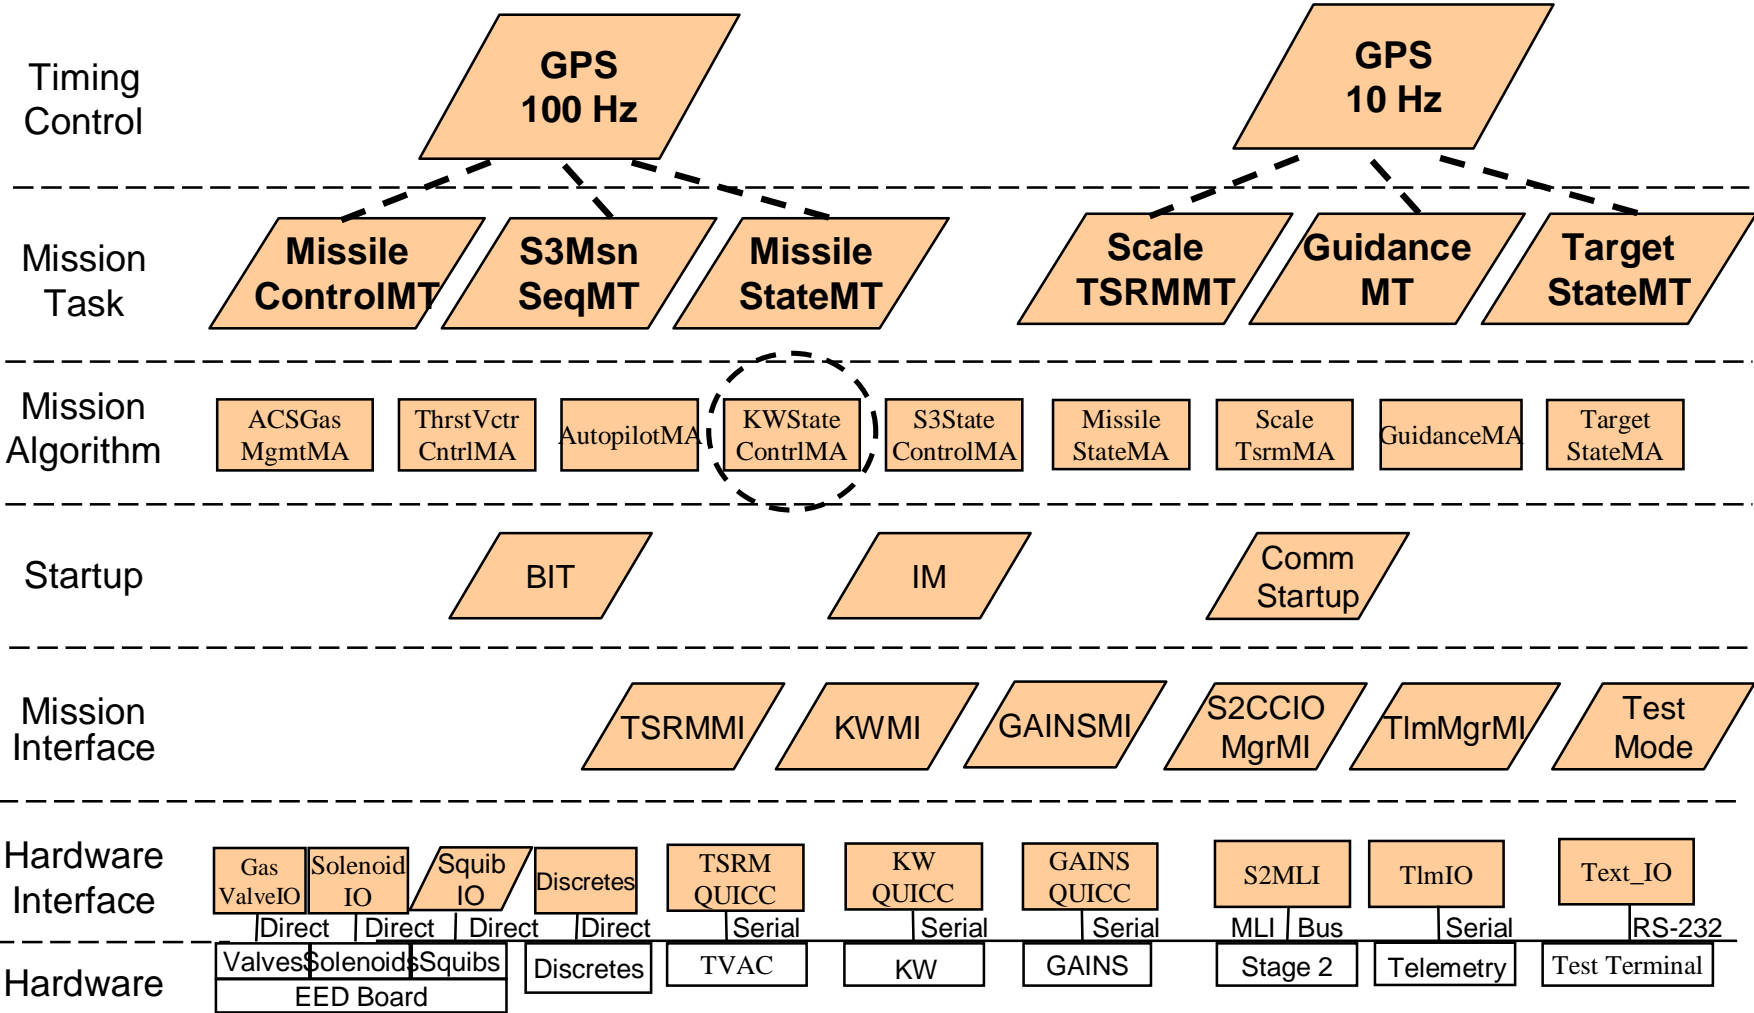 Timing
Control
GPS
100 Hz
GPS
10 Hz
Mission
Task
Missile
ControlMT
S3Msn
SeqMT
Missile
StateMT
Scale
TSRMMT
Guidance
MT
Target
StateMT
Mission
Algorithm
ACSGas
MgmtMA
ThrstVctr
CntrlMA
AutopilotMA
KWState
ContrlMA
S3State
ControlMA
Missile
StateMA
Scale
TsrmMA
GuidanceMA
Target
StateMA
Startup
BIT
IM
Comm
Startup
Mission
Interface
TSRMMI
KWMI
GAINSMI
S2CCIO
MgrMI
TlmMgrMI
Test
Mode
Hardware
Interface
Gas
ValveIO
Solenoid
IO
Squib
IO
Discretes
TSRM
QUICC
KW
QUICC
GAINS
QUICC
S2MLI
TlmIO
Text_IO
Direct
Direct
Direct
Direct
Serial
Serial
Serial
MLI Bus
Serial
RS-232
Hardware
Valves
Solenoids
Squibs
EED Board
Discretes
TVAC
KW
GAINS
Stage 2
Telemetry
Test Terminal